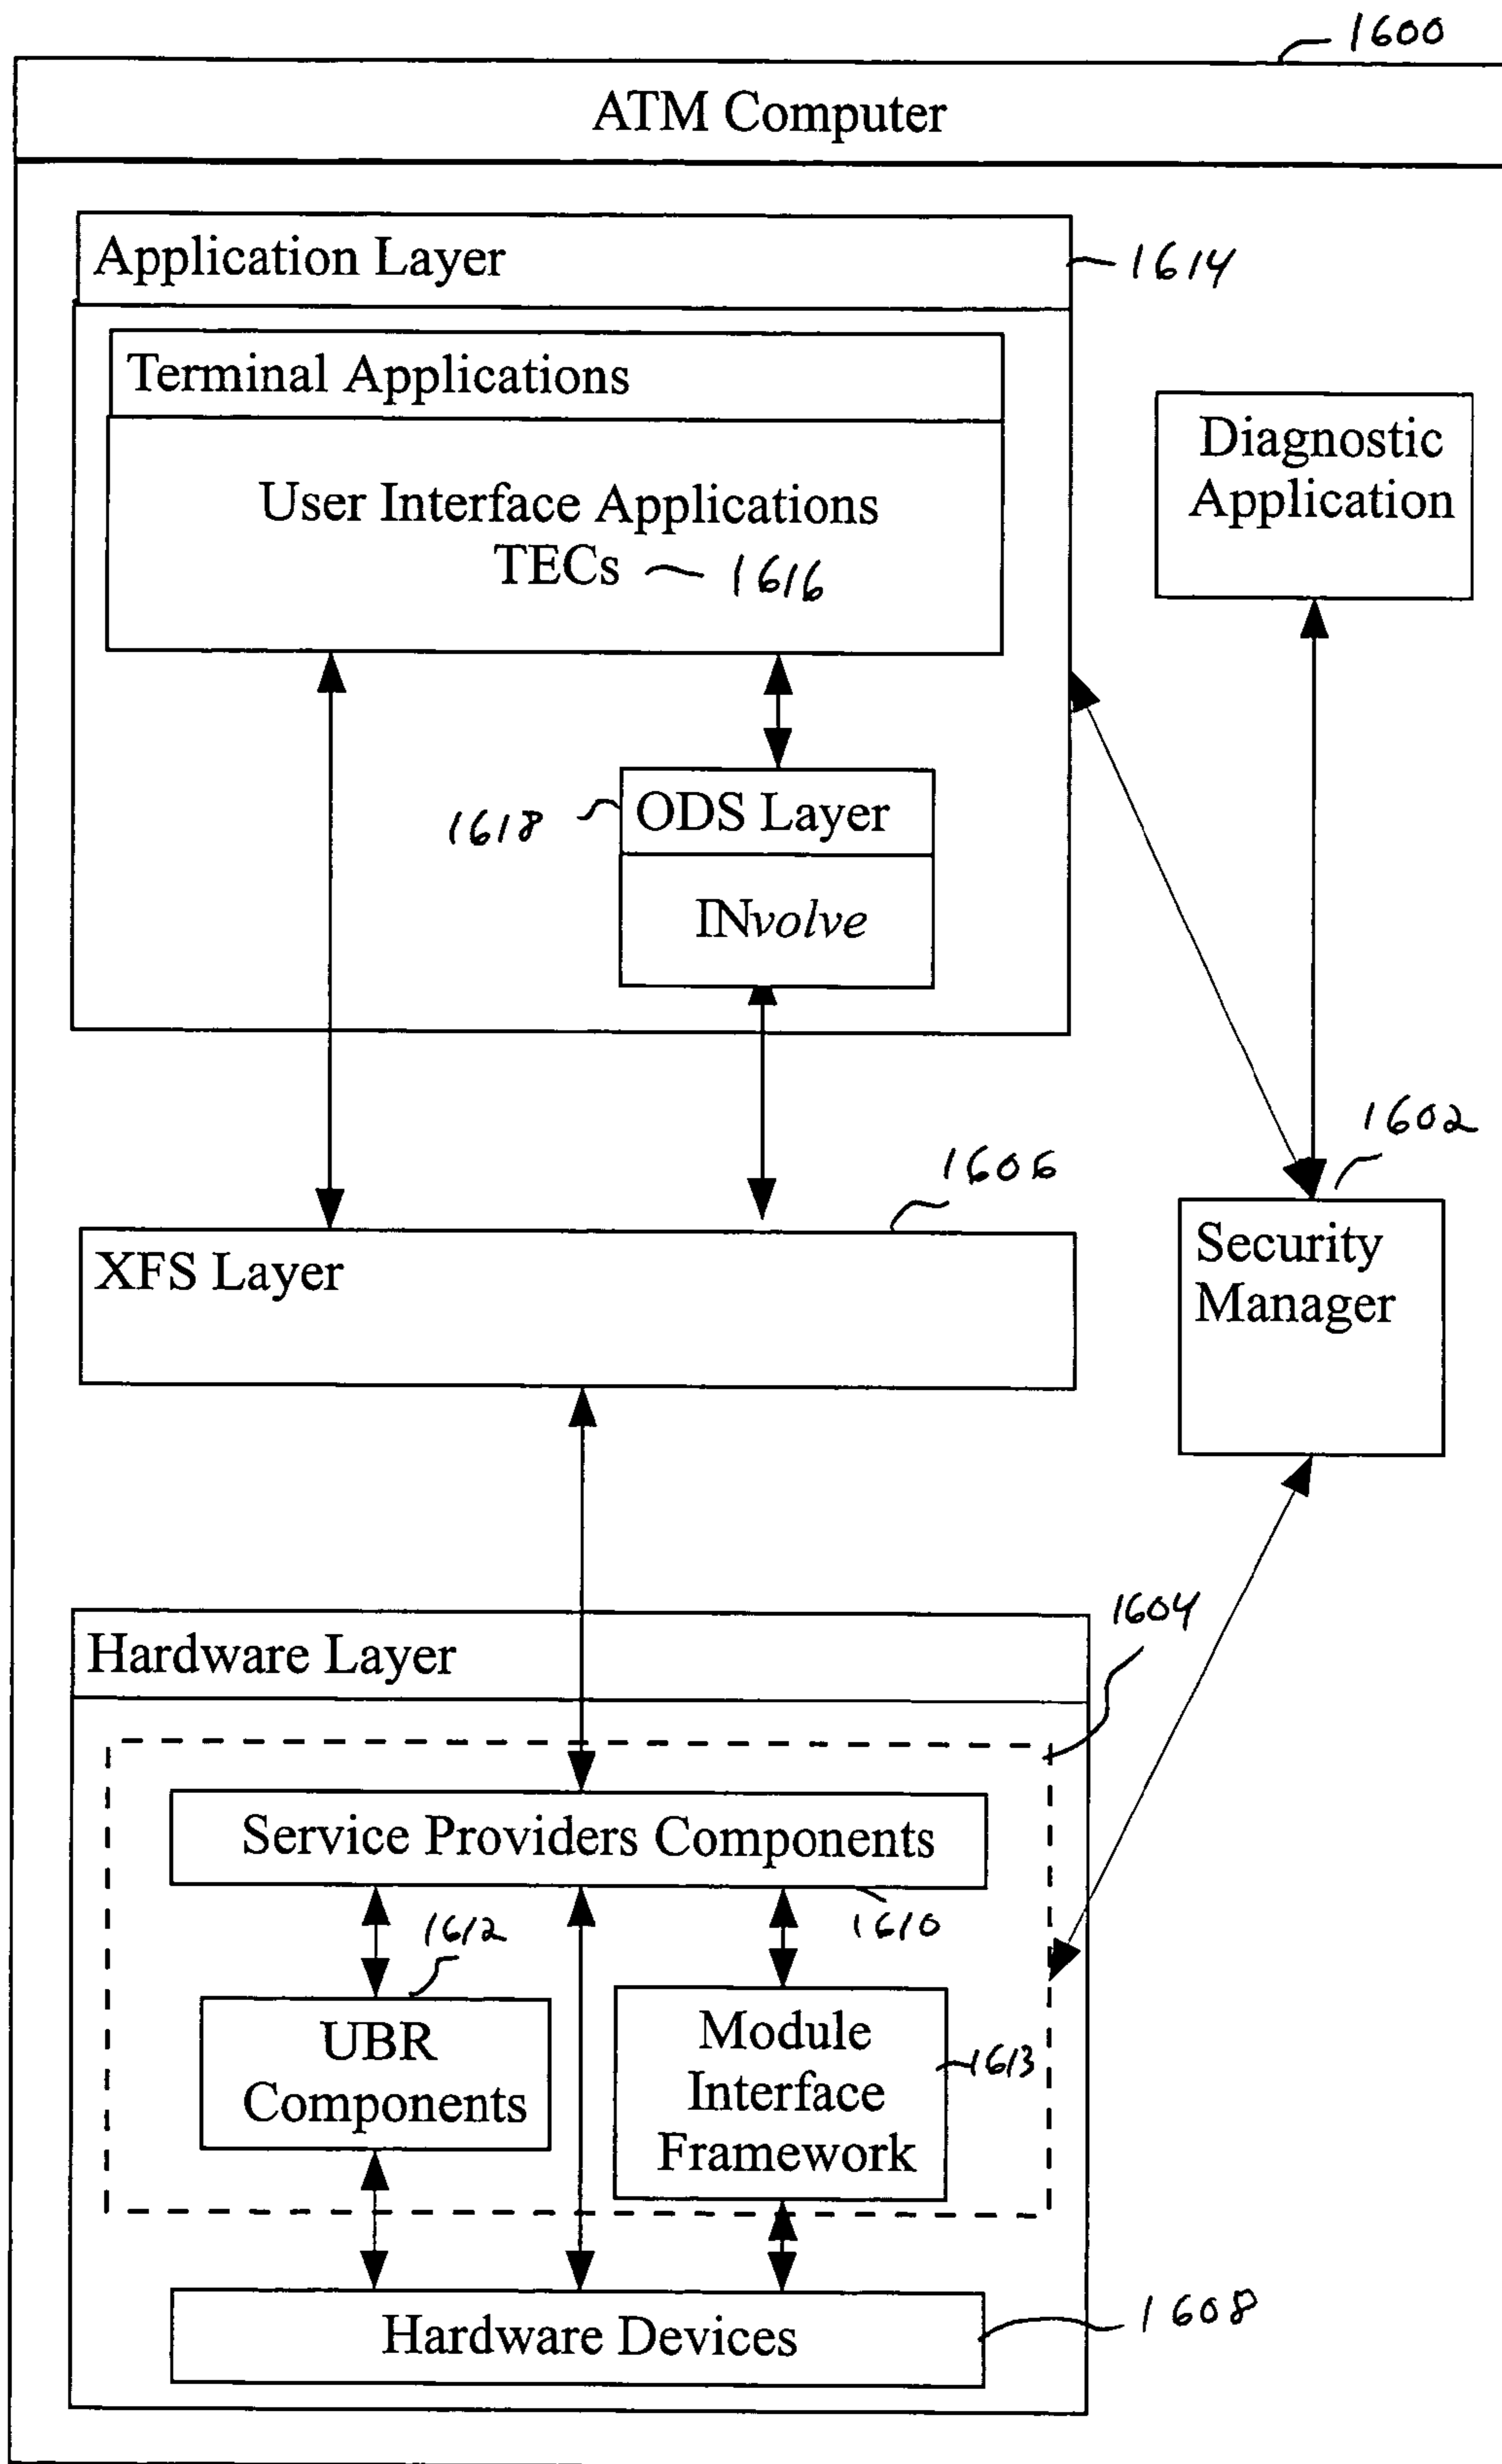 1600
ATM Computer
Application Layer
1614
Terminal Applications
User Interface Applications
TECs 1616
Diagnostic
Application
1618
ODS Layer
INvolve
1602
1606
XFS Layer
Security
Manager
1604
Hardware Layer
Service Providers Components
1610
1612
UBR
Components
Module
Interface
Framework
1613
Hardware Devices
1608